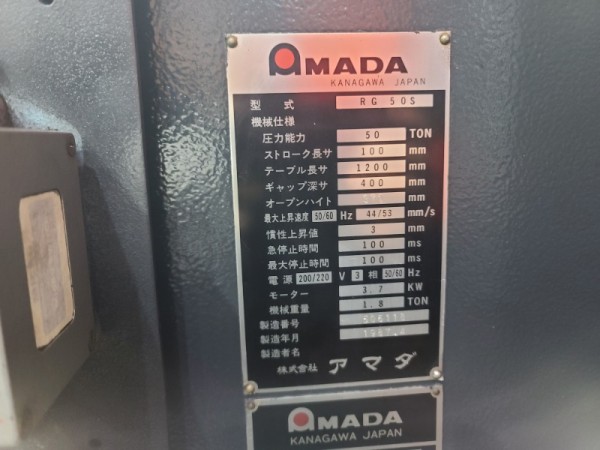 AMADA
KANAGAWA JAPAN
型式 RG 50S
機械仕様
圧力能力 50 TON
ストローク長サ 100 mm
テーブル長サ 1200 mm
ギャップ深サ 400 mm
オープンハイト mm
最大上昇速度 50/60 Hz 44/53 mm/s
惰性上昇値 3 mm
急停止時間 100 ms
最大停止時間 100 ms
電源 200/220 V 3 相 50/60 Hz
モーター 3.7 KW
機械重量 1.8 TON
製造番号
製造年月
製造者名
株式会社 アマダ
AMADA
KANAGAWA JAPAN